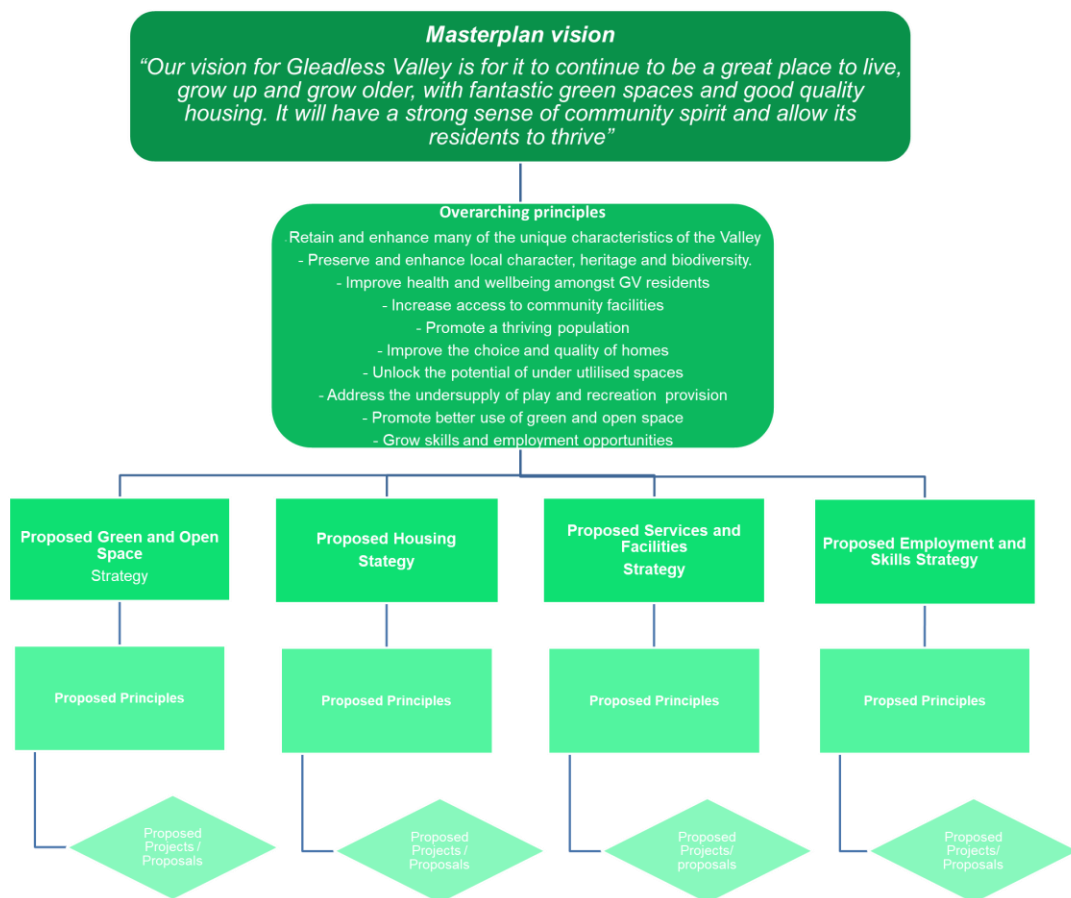 Masterplan vision
“Our vision for Gleadless Valley is for it to continue to be a great place to live,
grow up and grow older, with fantastic green spaces and good quality
housing. It will have a strong sense of community spirit and allow its
residents to thrive”
Overarching principles
Retain and enhance many of the unique characteristics of the Valley
- Preserve and enhance local character, heritage and biodiversity.
- Improve health and wellbeing amongst GV residents
- Increase access to community facilities
- Promote a thriving population
- Improve the choice and quality of homes
- Unlock the potential of under utlilised spaces
- Address the undersupply of play and recreation provision
- Promote better use of green and open space
- Grow skills and employment opportunities
Proposed Green and Open
Space
Strategy
Proposed Housing
Stategy
Proposed Services and
Facilities
Strategy
Proposed Employment and
Skills Strategy
Proposed Principles
Proposed Principles
Proposed Principles
Propsed Principles
Proposed
Projects /
Proposals
Proposed
Projects/
Proposals
Proposed
Projects/
proposals
Proposed
Projects/
Proposals